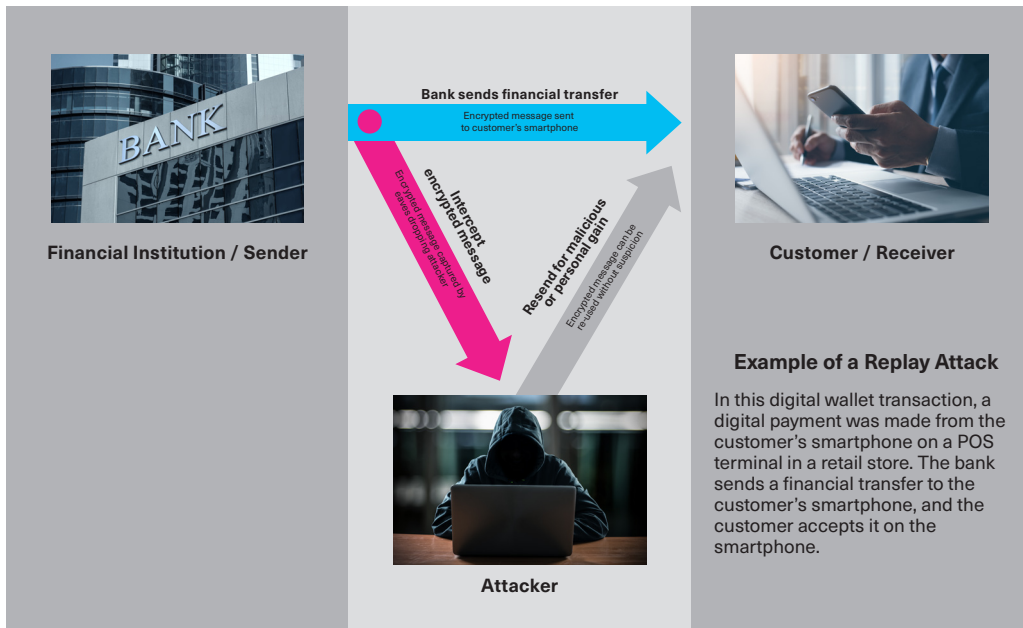 BANK
Financial Institution / Sender
Bank sends financial transfer
Encrypted message sent
to customer's smartphone
Intercept
encrypted message
Encrypted message captured by
eaves dropping attacker
Resend for malicious
or personal gain
Encrypted message can be
re-used without suspicion
Attacker
Customer / Receiver
Example of a Replay Attack
In this digital wallet transaction, a
digital payment was made from the
customer's smartphone on a POS
terminal in a retail store. The bank
sends a financial transfer to the
customer's smartphone, and the
customer accepts it on the
smartphone.